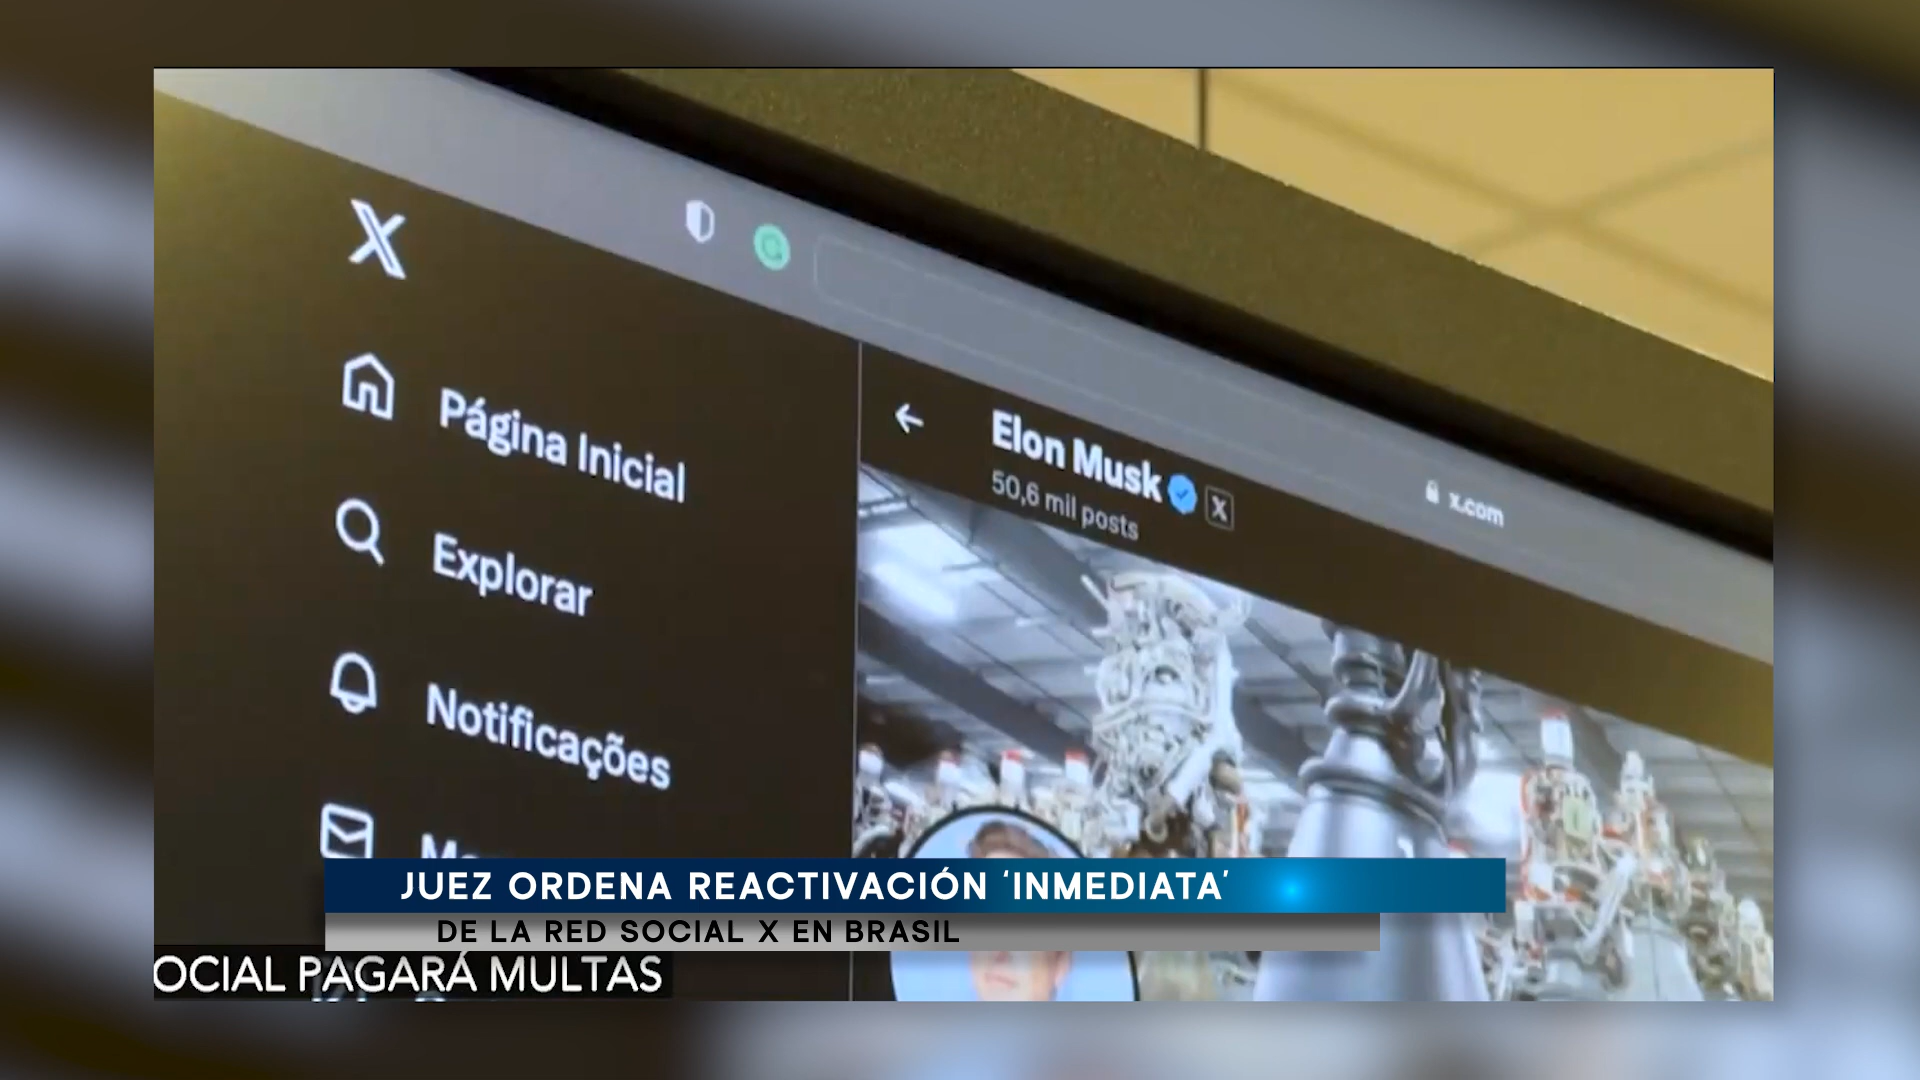 X
Página Inicial
Explorar
Notificações
Elon Musk
50,6 mil posts
x.com
JUEZ ORDENA REACTIVACIÓN ‘INMEDIATA’
DE LA RED SOCIAL X EN BRASIL
OCIAL PAGARÁ MULTAS